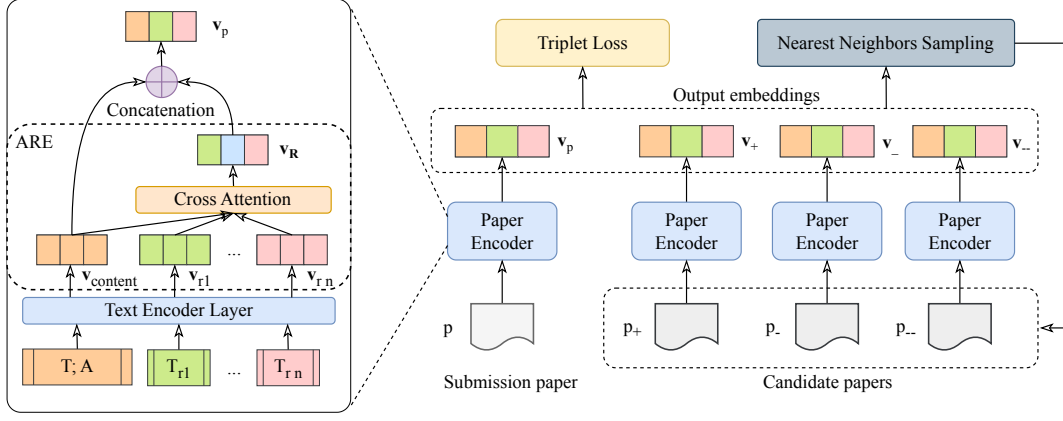 v_p
Concatenation
ARE
v_R
Cross Attention
...
v_content
v_r1
v_r n
Text Encoder Layer
T; A
T_r1
...
T_r n
Triplet Loss
Nearest Neighbors Sampling
Output embeddings
v_p
v_+
v_-
v_--
Paper
Encoder
Paper
Encoder
Paper
Encoder
Paper
Encoder
p
p_+
p_-
p_--
Submission paper
Candidate papers